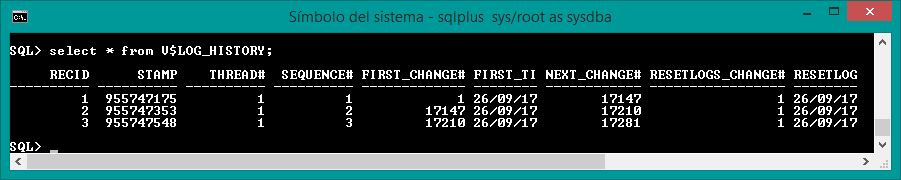 Símbolo del sistema - sqlplus sys/root as sysdba
C:\.
SQL> select * from V$LOG_HISTORY;
RECID STAMP THREAD# SEQUENCE# FIRST_CHANGE# FIRST_TI NEXT_CHANGE# RESETLOGS_CHANGE# RESETLOG
---------- ---------- ---------- ---------- ------------- -------- ------------ ----------------- --------
1 955747175 1 1 1 26/09/17 17147 1 26/09/17
2 955747353 1 2 17147 26/09/17 17210 1 26/09/17
3 955747548 1 3 17210 26/09/17 17281 1 26/09/17
SQL> _